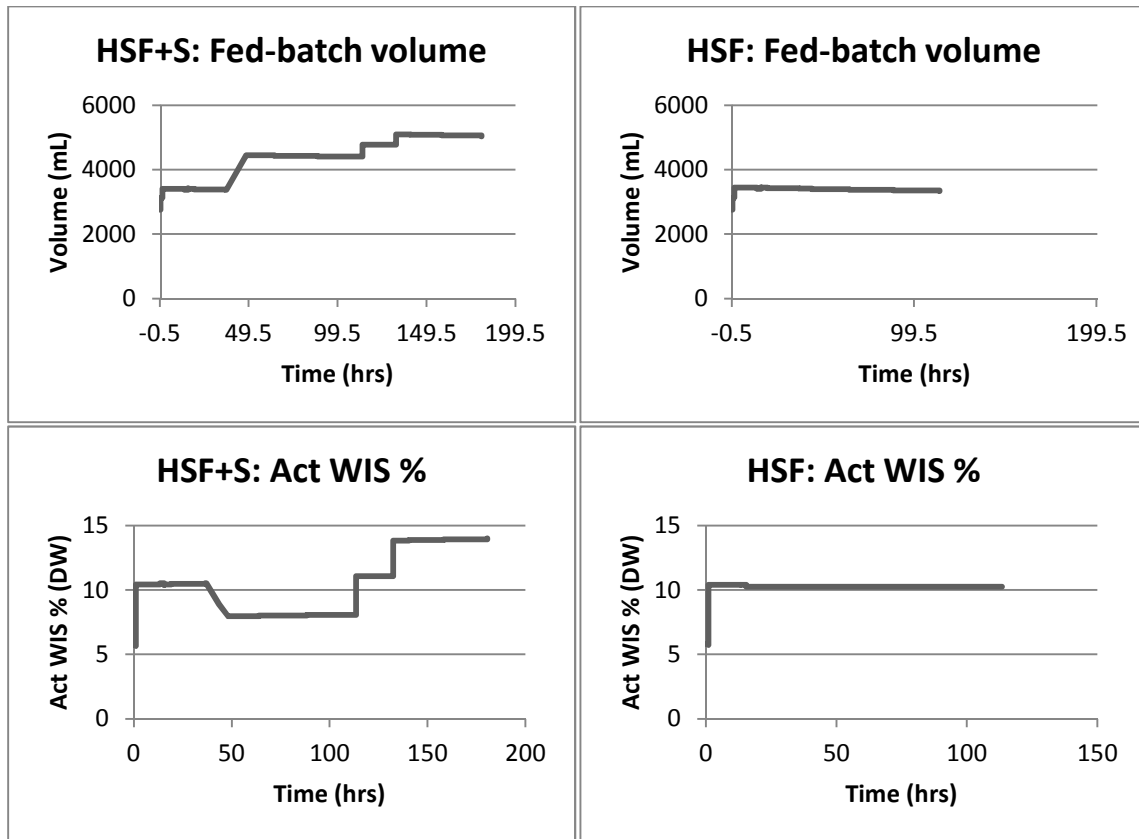 HSF+S: Fed-batch volume
Volume (mL)
6000
4000
2000
0
-0.5 49.5 99.5 149.5 199.5
Time (hrs)
HSF: Fed-batch volume
Volume (mL)
6000
4000
2000
0
-0.5 99.5 199.5
Time (hrs)
HSF+S: Act WIS %
Act WIS % (DW)
15
10
5
0
0 50 100 150 200
Time (hrs)
HSF: Act WIS %
Act WIS % (DW)
15
10
5
0
0 50 100 150
Time (hrs)